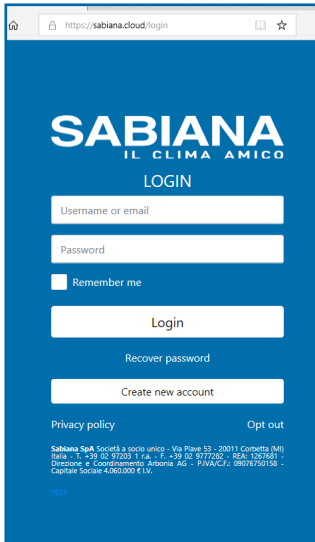 https://sabiana.cloud/login
SABIANA
IL CLIMA AMICO
LOGIN
Username or email
Password
Remember me
Login
Recover password
Create new account
Privacy policy Opt out
Sabiana SpA Società a socio unico - Via Piave 53 - 20011 Corbetta (MI)
Italia - T. +39 02 97203 1 r.a. - F. +39 02 9777282 - REA: 1267681 -
Direzione e Coordinamento Arbonia AG - P.IVA/C.F.: 09076750158 -
Capitale Sociale 4.060.000 € I.V.
TEST